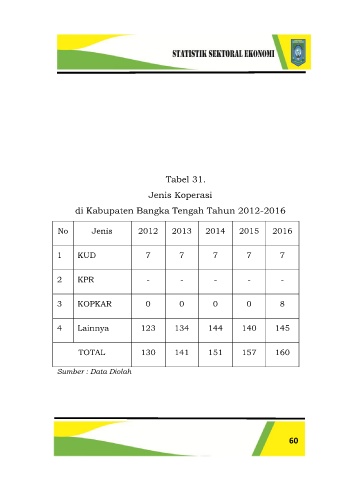 STATISTIK SEKTORAL EKONOMI
Tabel 31.
Jenis Koperasi
di Kabupaten Bangka Tengah Tahun 2012-2016
No Jenis 2012 2013 2014 2015 2016
1 KUD 7 7 7 7 7
2 KPR - - - - -
3 KOPKAR 0 0 0 0 8
4 Lainnya 123 134 144 140 145
TOTAL 130 141 151 157 160
Sumber : Data Diolah
60